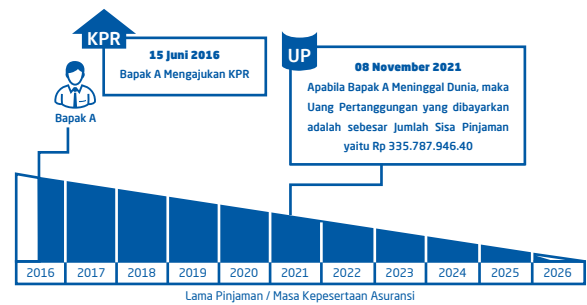 KPR
15 Juni 2016
Bapak A Mengajukan KPR
Bapak A
UP
08 November 2021
Apabila Bapak A Meninggal Dunia, maka
Uang Pertanggungan yang dibayarkan
adalah sebesar Jumlah Sisa Pinjaman
yaitu Rp 335.787.946.40
2016 2017 2018 2019 2020 2021 2022 2023 2024 2025 2026
Lama Pinjaman / Masa Kepesertaan Asuransi